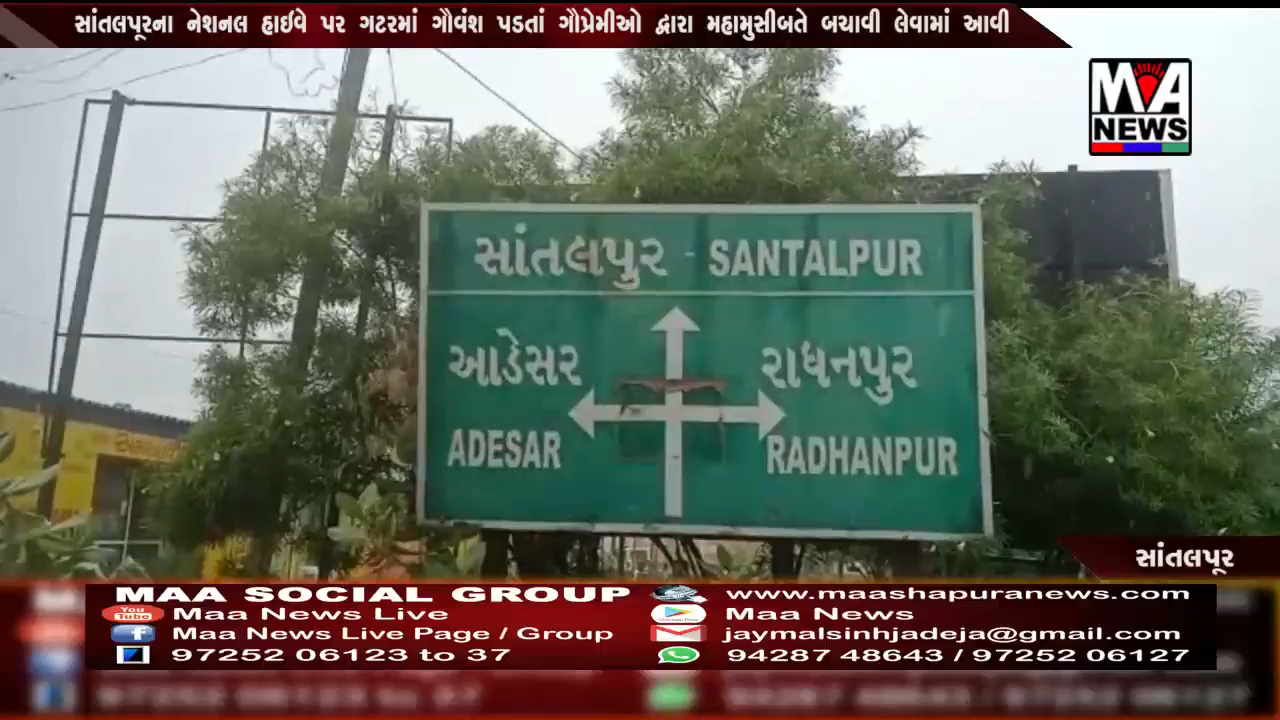 સાંતલપૂરના નેશનલ હાઈવે પર ગટરમાં ગૌવંશ પડતાં ગૌપ્રેમીઓ દ્વારા મહામુસીબતે બચાવી લેવામાં આવી
MA NEWS
સાંતલપુર - SANTALPUR
આડેસર
રાધનપુર
ADESAR
RADHANPUR
સાંતલપૂર
MAA SOCIAL GROUP
www.maashapuranews.com
You Tube Maa News Live
Maa News
Maa News Live Page / Group
jaymalsinhjadeja@gmail.com
97252 06123 to 37
94287 48643 / 97252 06127